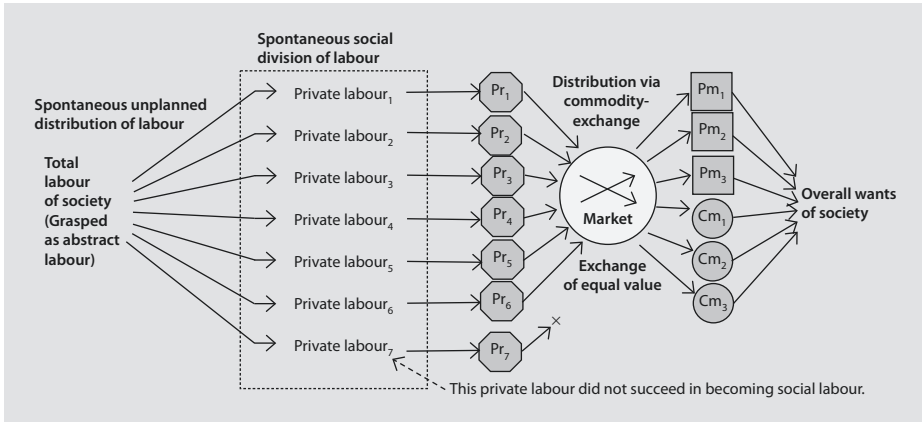 Spontaneous social
division of labour
Spontaneous unplanned
distribution of labour
Total
labour
of society
(Grasped
as abstract
labour)
Private labour₁
Private labour₂
Private labour₃
Private labour₄
Private labour₅
Private labour₆
Private labour₇
Pr₁
Pr₂
Pr₃
Pr₄
Pr₅
Pr₆
Pr₇
×
Distribution via
commodity-
exchange
Market
Exchange
of equal value
Pm₁
Pm₂
Pm₃
Cm₁
Cm₂
Cm₃
Overall wants
of society
This private labour did not succeed in becoming social labour.